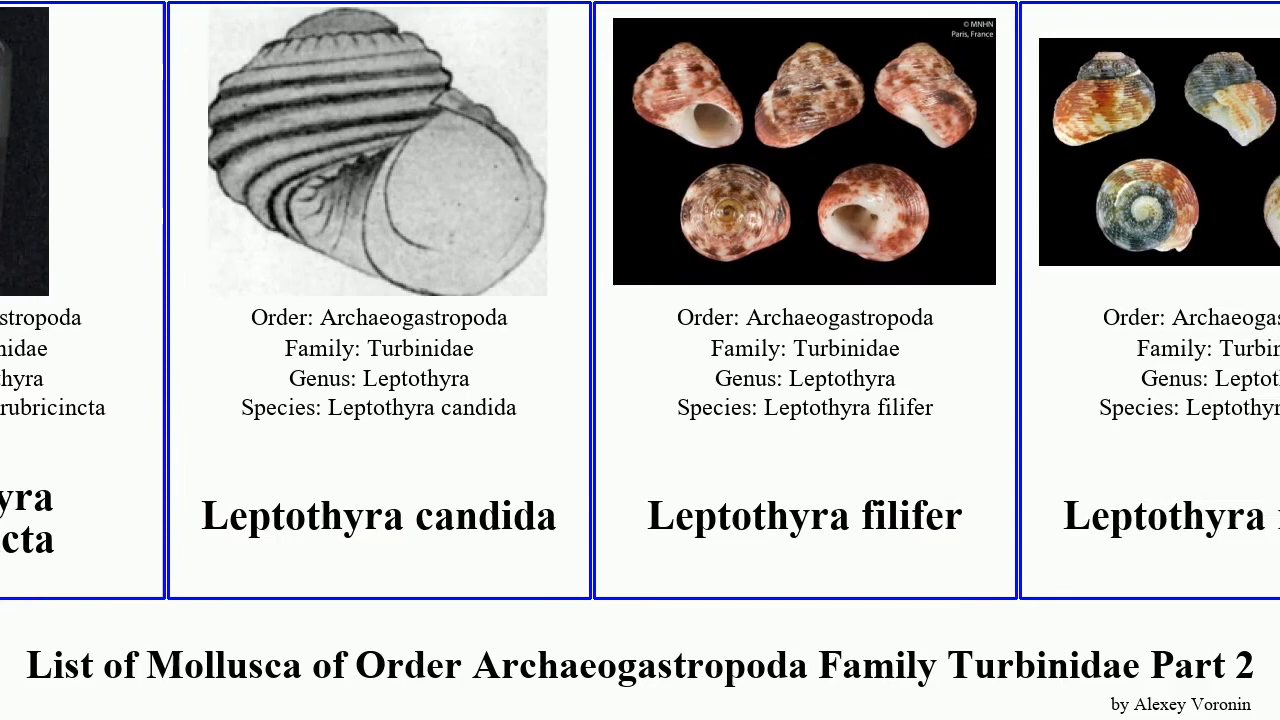 © MNHN
Paris, France
stropoda
nidae
hyra
rubricincta
yra
cta
Order: Archaeogastropoda
Family: Turbinidae
Genus: Leptothyra
Species: Leptothyra candida
Leptothyra candida
Order: Archaeogastropoda
Family: Turbinidae
Genus: Leptothyra
Species: Leptothyra filifer
Leptothyra filifer
Order: Archaeogas
Family: Turbin
Genus: Leptot
Species: Leptothyr
Leptothyra
List of Mollusca of Order Archaeogastropoda Family Turbinidae Part 2
by Alexey Voronin